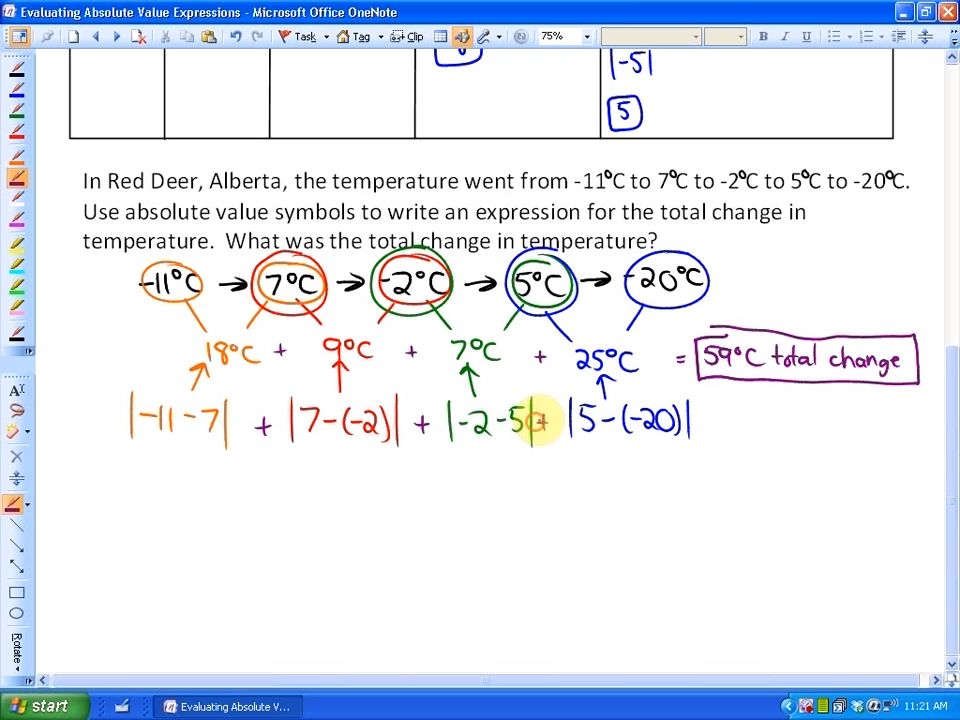 Evaluating Absolute Value Expressions - Microsoft Office OneNote
Task Tag Clip 75% B I U
|-5|
5
In Red Deer, Alberta, the temperature went from -11°C to 7°C to -2°C to 5°C to -20°C.
Use absolute value symbols to write an expression for the total change in
temperature. What was the total change in temperature?
-11°C → 7°C → -2°C → 5°C → -20°C
18°C + 9°C + 7°C + 25°C = 59°C total change
|-11-7| + |7-(-2)| + |-2-5| + |5-(-20)|
A
Rotate
start Evaluating Absolute V... 11:21 AM